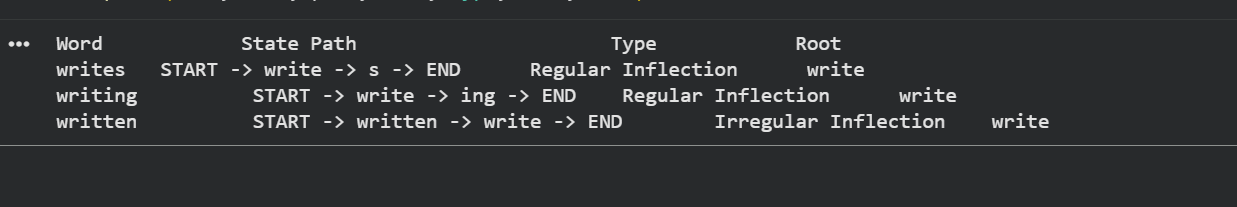 ••• Word State Path Type Root
writes START -> write -> s -> END Regular Inflection write
writing START -> write -> ing -> END Regular Inflection write
written START -> written -> write -> END Irregular Inflection write